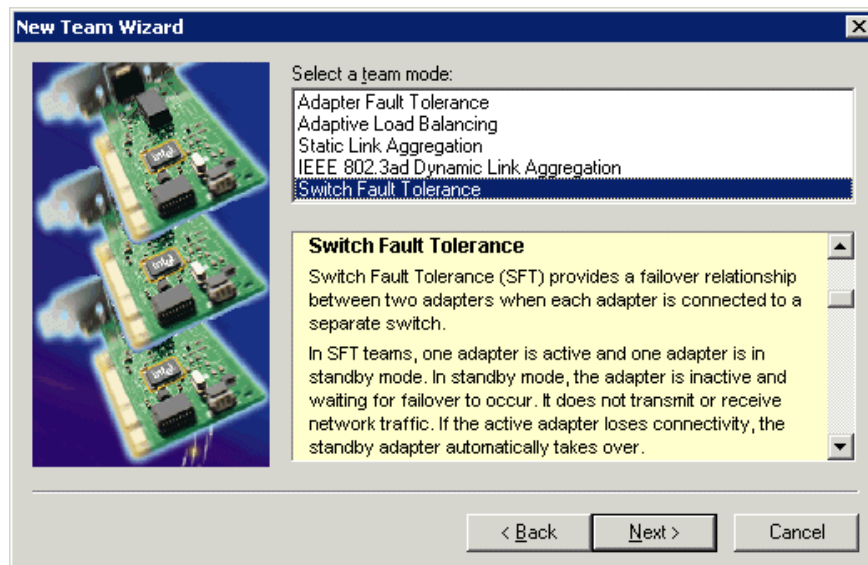 New Team Wizard
Select a team mode:
Adapter Fault Tolerance
Adaptive Load Balancing
Static Link Aggregation
IEEE 802.3ad Dynamic Link Aggregation
Switch Fault Tolerance
Switch Fault Tolerance
Switch Fault Tolerance (SFT) provides a failover relationship
between two adapters when each adapter is connected to a
separate switch.
In SFT teams, one adapter is active and one adapter is in
standby mode. In standby mode, the adapter is inactive and
waiting for failover to occur. It does not transmit or receive
network traffic. If the active adapter loses connectivity, the
standby adapter automatically takes over.
< Back
Next >
Cancel
intel
intel
intel